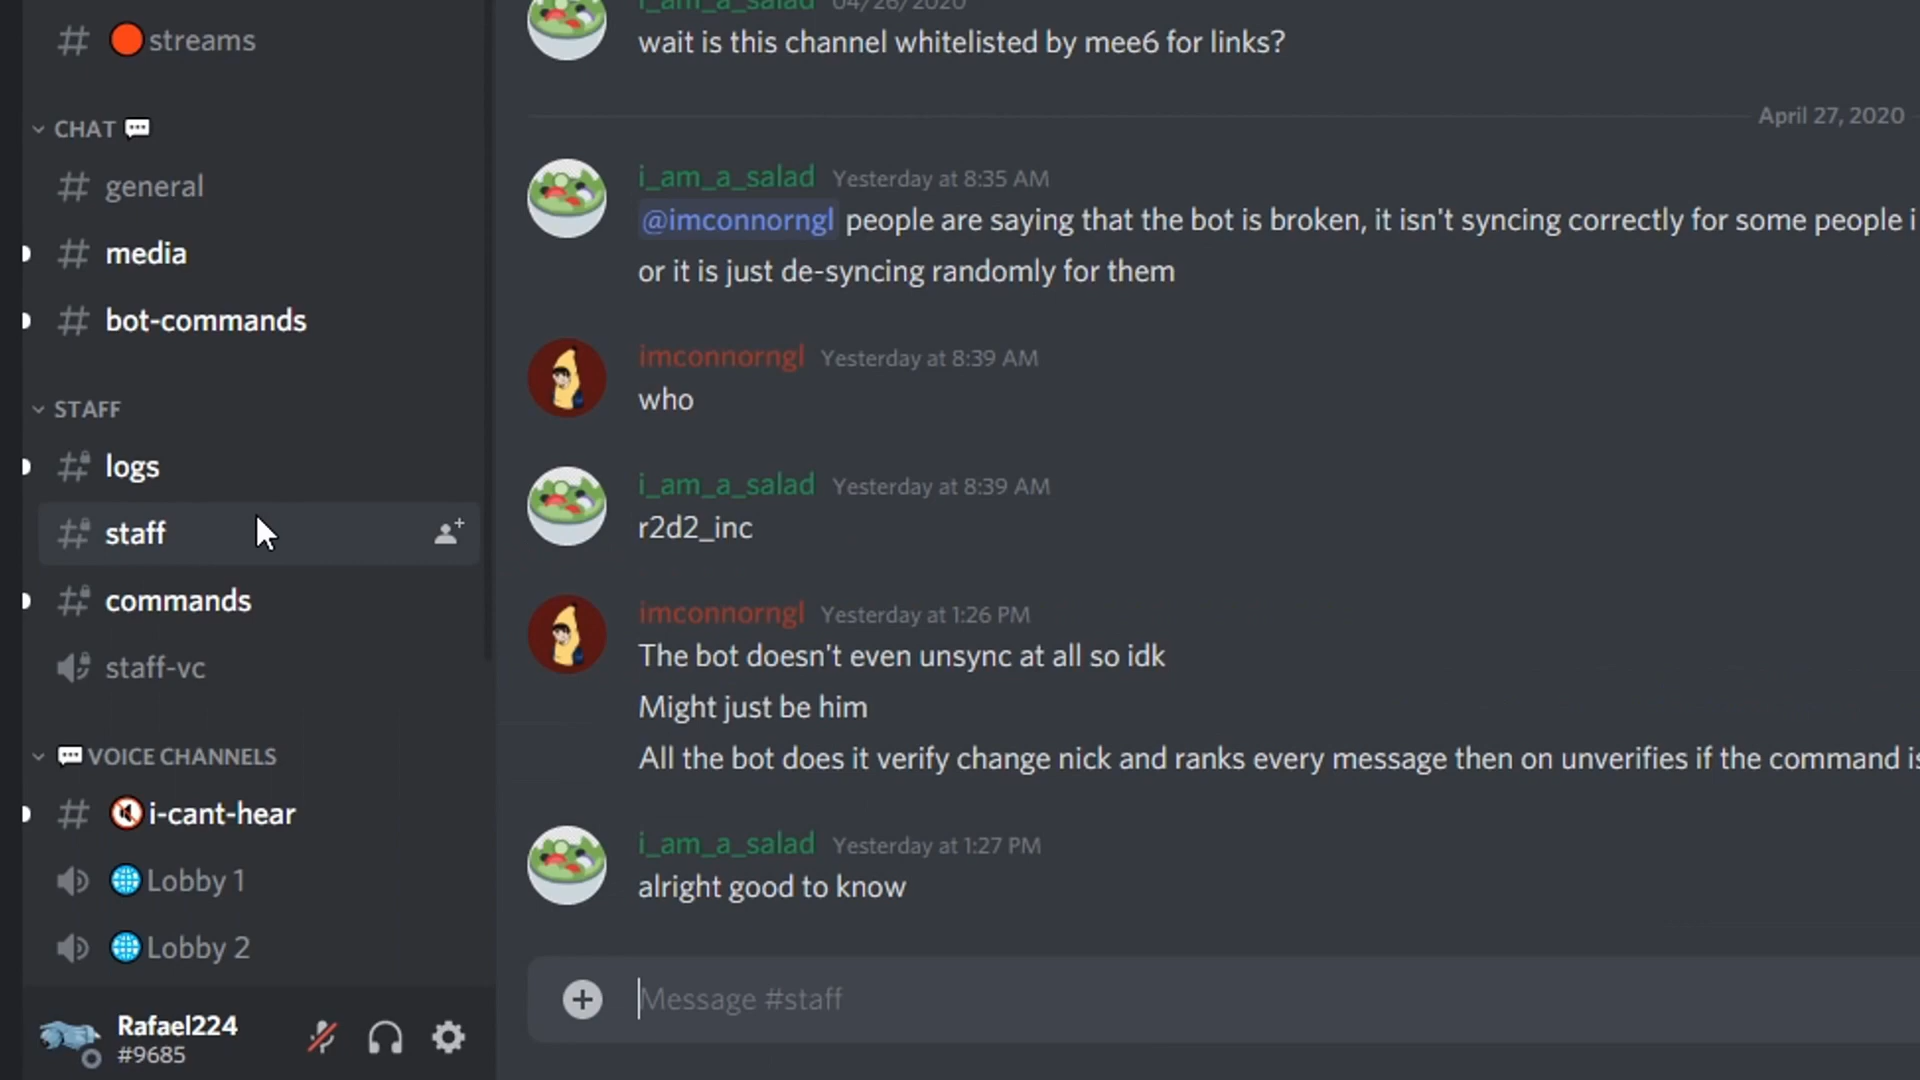 streams
CHAT
general
media
bot-commands
STAFF
logs
staff
commands
staff-vc
VOICE CHANNELS
i-cant-hear
Lobby 1
Lobby 2
Rafael224
#9685
i_am_a_salad 04/26/2020
wait is this channel whitelisted by mee6 for links?
April 27, 2020
i_am_a_salad Yesterday at 8:35 AM
@imconnorngl people are saying that the bot is broken, it isn't syncing correctly for some people i
or it is just de-syncing randomly for them
imconnorngl Yesterday at 8:39 AM
who
i_am_a_salad Yesterday at 8:39 AM
r2d2_inc
imconnorngl Yesterday at 1:26 PM
The bot doesn't even unsync at all so idk
Might just be him
All the bot does it verify change nick and ranks every message then on unverifies if the command is
i_am_a_salad Yesterday at 1:27 PM
alright good to know
Message #staff